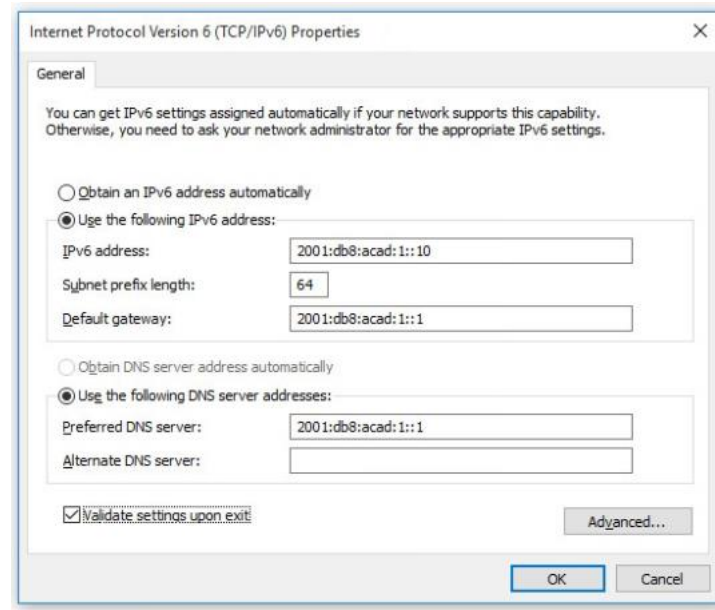 Internet Protocol Version 6 (TCP/IPv6) Properties
General
You can get IPv6 settings assigned automatically if your network supports this capability.
Otherwise, you need to ask your network administrator for the appropriate IPv6 settings.
Obtain an IPv6 address automatically
Use the following IPv6 address:
IPv6 address: 2001:db8:acad:1::10
Subnet prefix length: 64
Default gateway: 2001:db8:acad:1::1
Obtain DNS server address automatically
Use the following DNS server addresses:
Preferred DNS server: 2001:db8:acad:1::1
Alternate DNS server:
Validate settings upon exit
Advanced...
OK Cancel